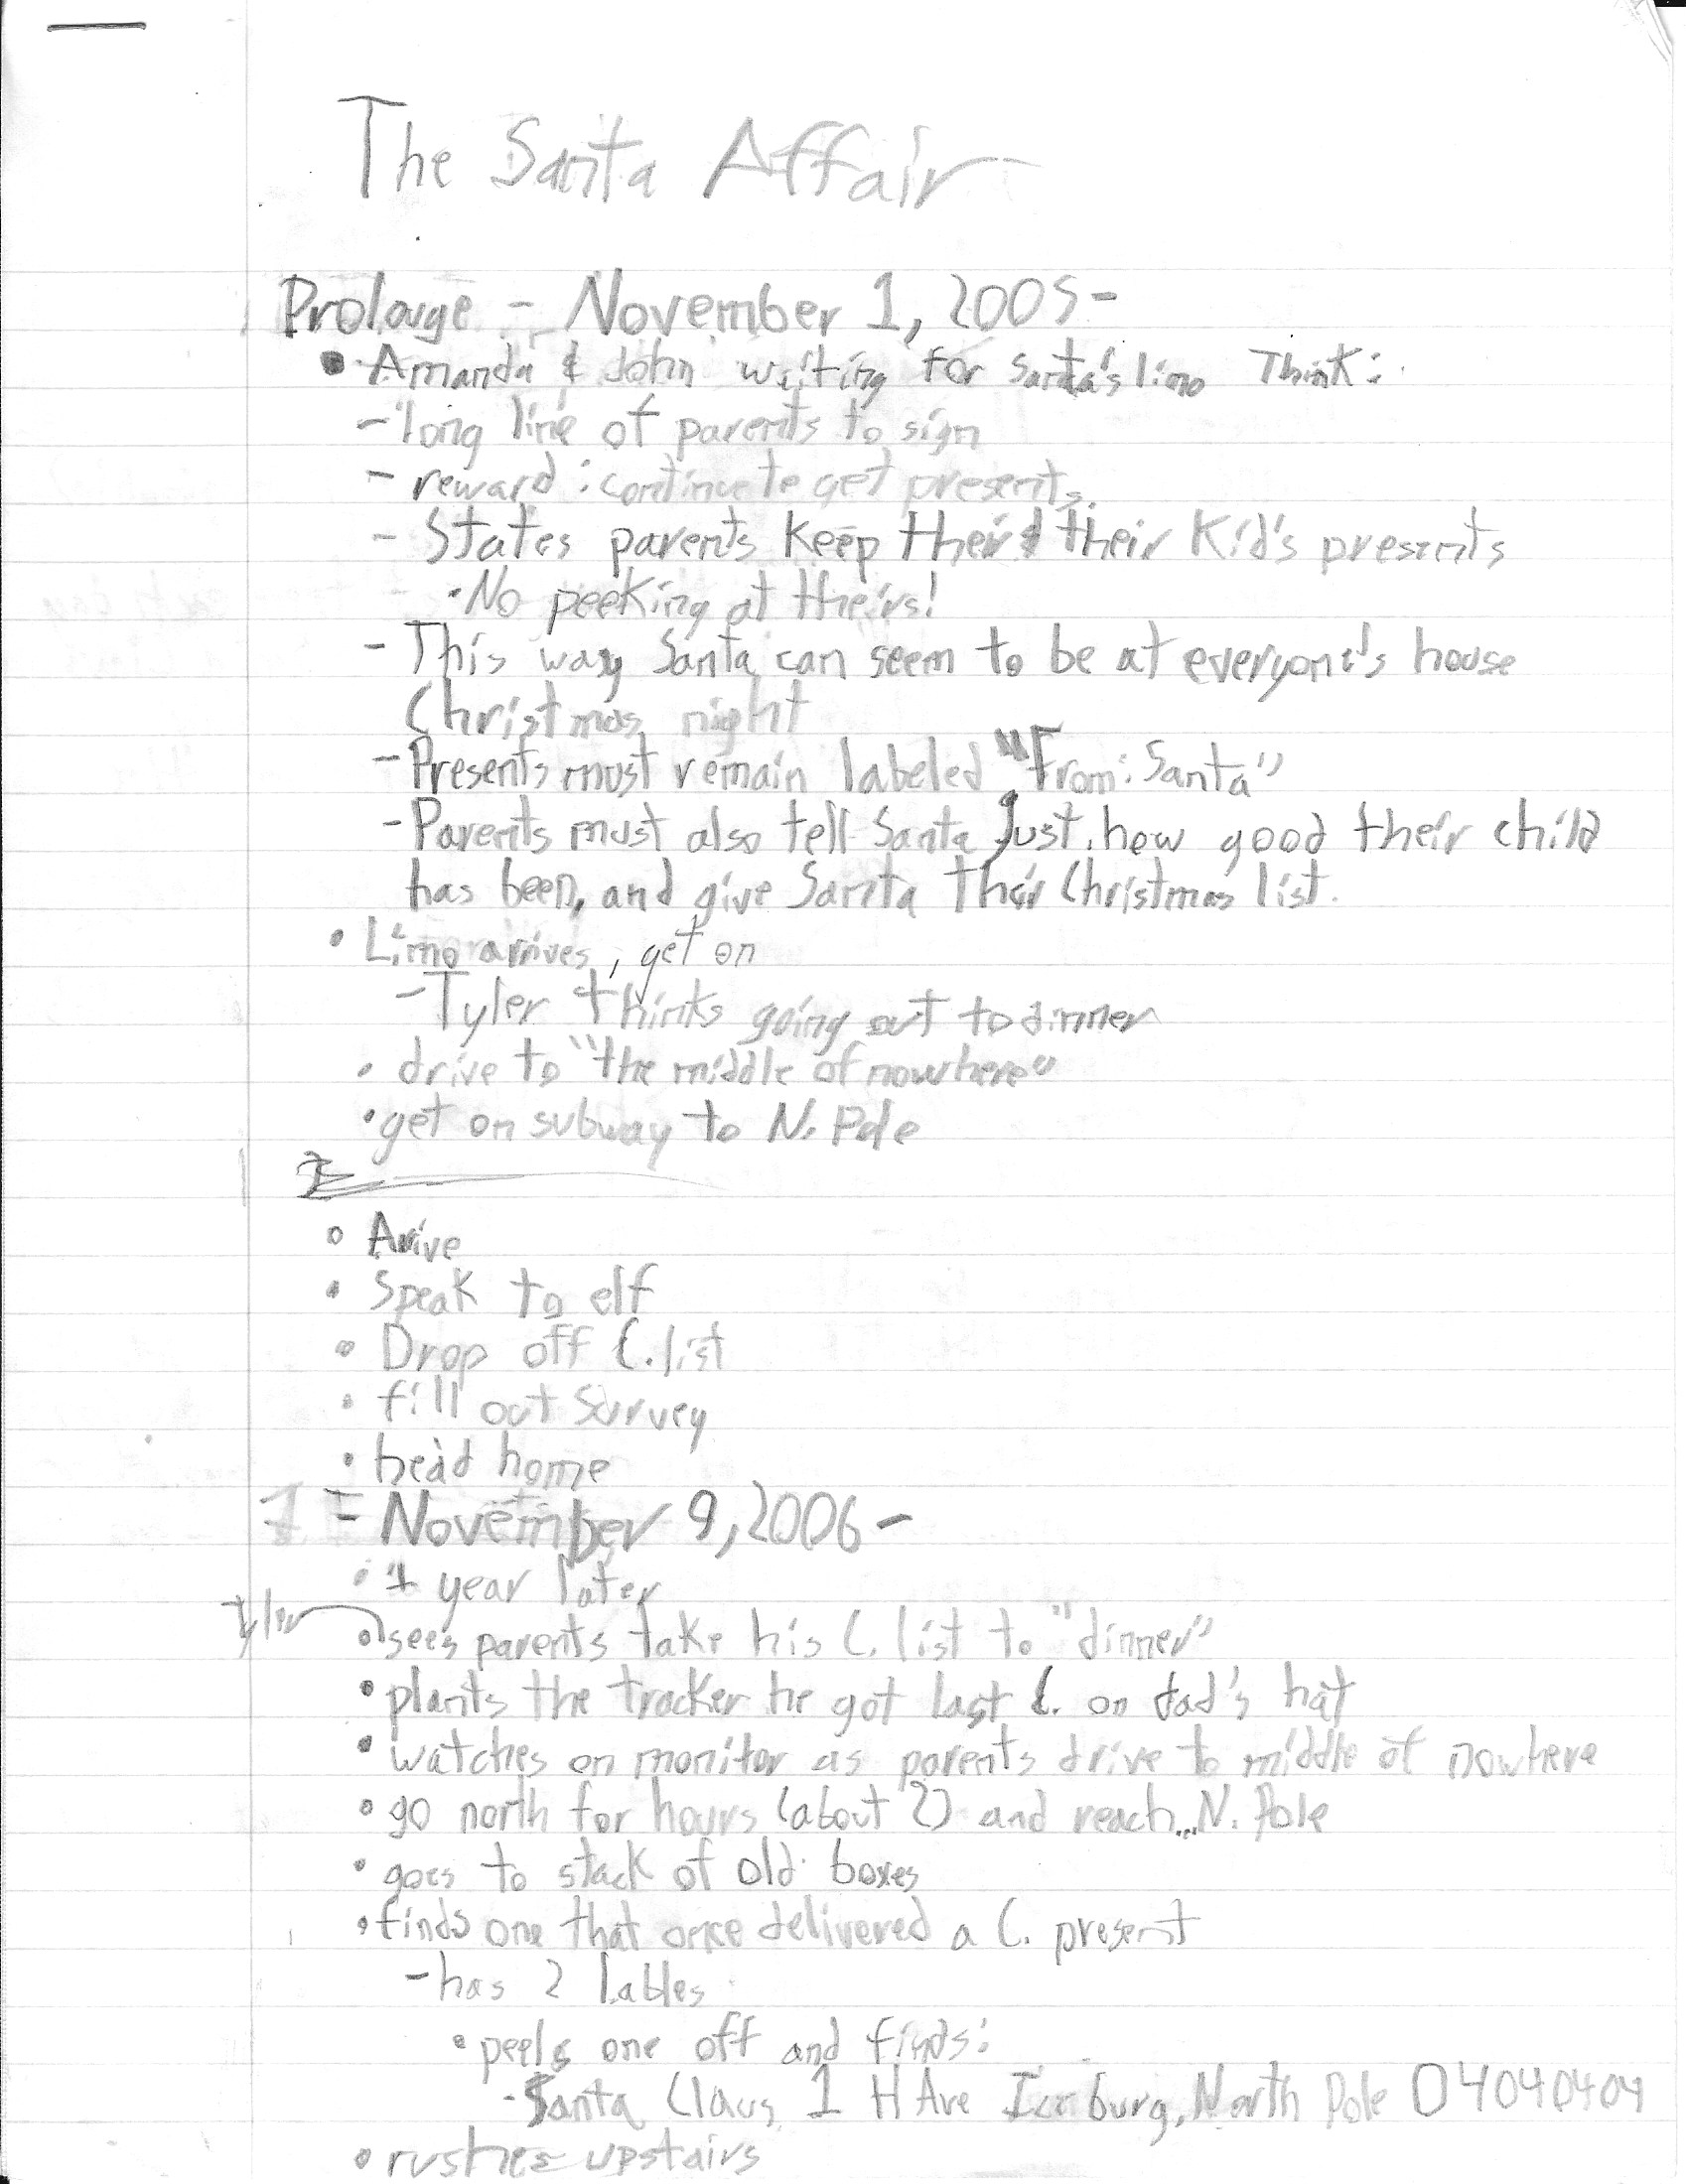 The Santa Affair
Prolouge - November 1, 2005-
• Amanda & John waiting for Santa's limo Think:
- long line of parents to sign
- reward: continue to get presents.
- States parents keep their & their Kid's presents
• No peeking at theirs!
- This way Santa can seem to be at everyone's house
Christmas night
- Presents must remain labeled "From: Santa"
- Parents must also tell Santa Just how good their child
has been, and give Santa their Christmas list.
• Limo arrives, get on
- Tyler thinks going out to dinner
• drive to "the middle of nowhere"
• get on subway to N. Pole
• Arive
• Speak to elf
• Drop off C. list
• fill out survey
• head home
1 - November 9, 2006 -
• 1 year later
Tyler
• sees parents take his C. list to "dinner"
• plants the tracker he got last C. on dad's hat
• watches on monitor as parents drive to middle of nowhere
• go north for hours (about 2) and reach...N. Pole
• goes to stack of old boxes
• finds one that once delivered a C. present
- has 2 lables
• peels one off and finds:
- Santa Claus, 1 H Ave Iceburg, North Pole 04040404
• rushes upstairs